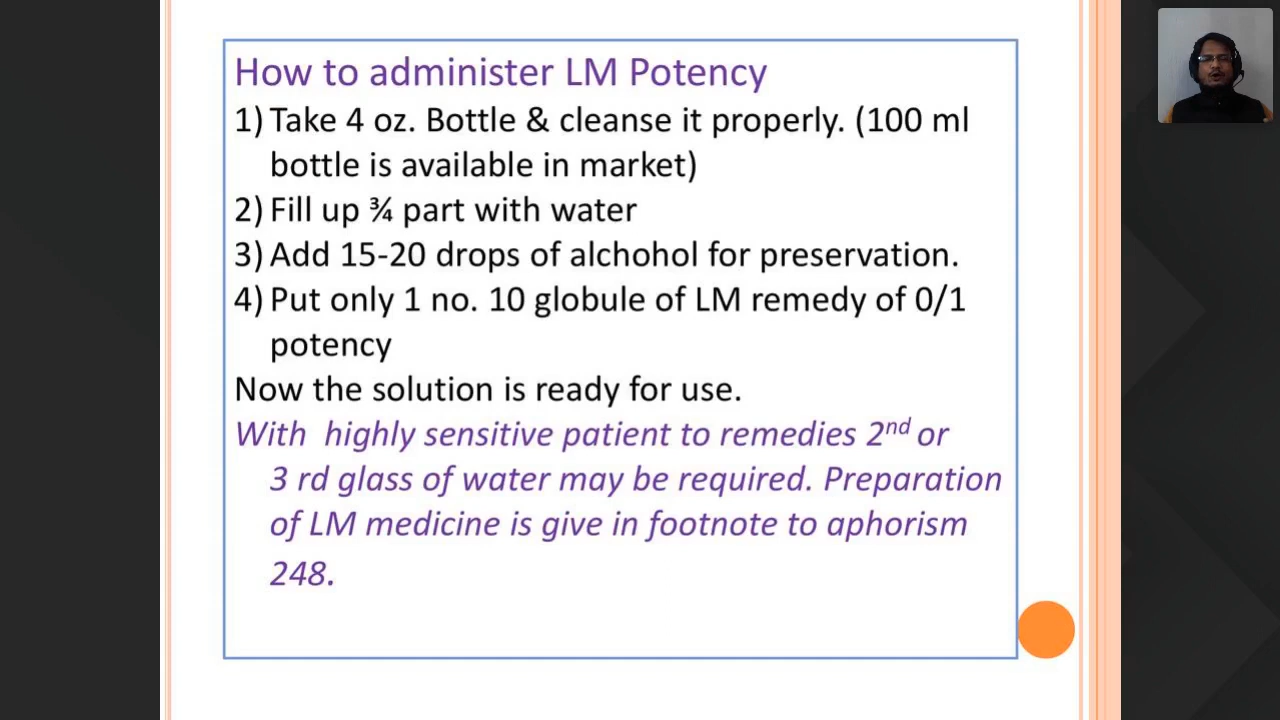 How to administer LM Potency
1) Take 4 oz. Bottle & cleanse it properly. (100 ml
bottle is available in market)
2) Fill up ¾ part with water
3) Add 15-20 drops of alchohol for preservation.
4) Put only 1 no. 10 globule of LM remedy of 0/1
potency
Now the solution is ready for use.
With highly sensitive patient to remedies 2nd or
3 rd glass of water may be required. Preparation
of LM medicine is give in footnote to aphorism
248.